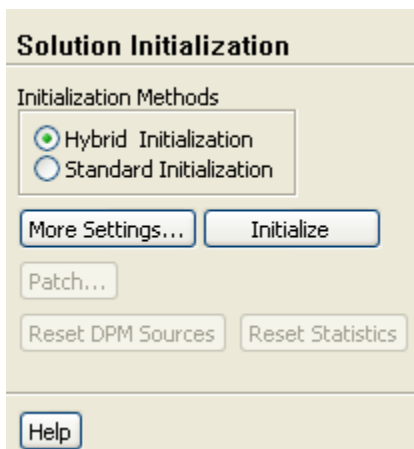 Solution Initialization
Initialization Methods
Hybrid Initialization
Standard Initialization
More Settings... Initialize
Patch...
Reset DPM Sources Reset Statistics
Help